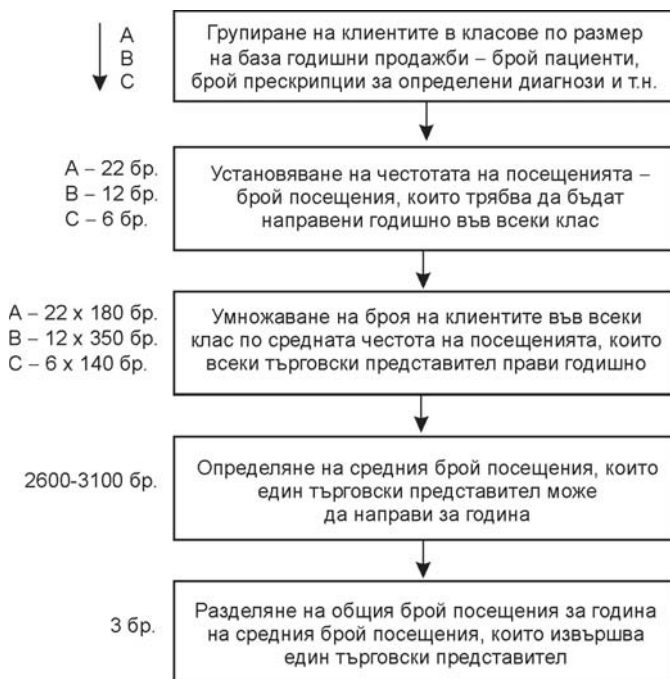 A
B
C
Групиране на клиентите в класове по размер
на база годишни продажби – брой пациенти,
брой прескрипции за определени диагнози и т.н.
A – 22 бр.
B – 12 бр.
C – 6 бр.
Установяване на честотата на посещенията –
брой посещения, които трябва да бъдат
направени годишно във всеки клас
A – 22 x 180 бр.
B – 12 x 350 бр.
C – 6 x 140 бр.
Умножаване на броя на клиентите във всеки
клас по средната честота на посещенията, които
всеки търговски представител прави годишно
2600-3100 бр.
Определяне на средния брой посещения, които
един търговски представител може
да направи за година
3 бр.
Разделяне на общия брой посещения за година
на средния брой посещения, които извършва
един търговски представител